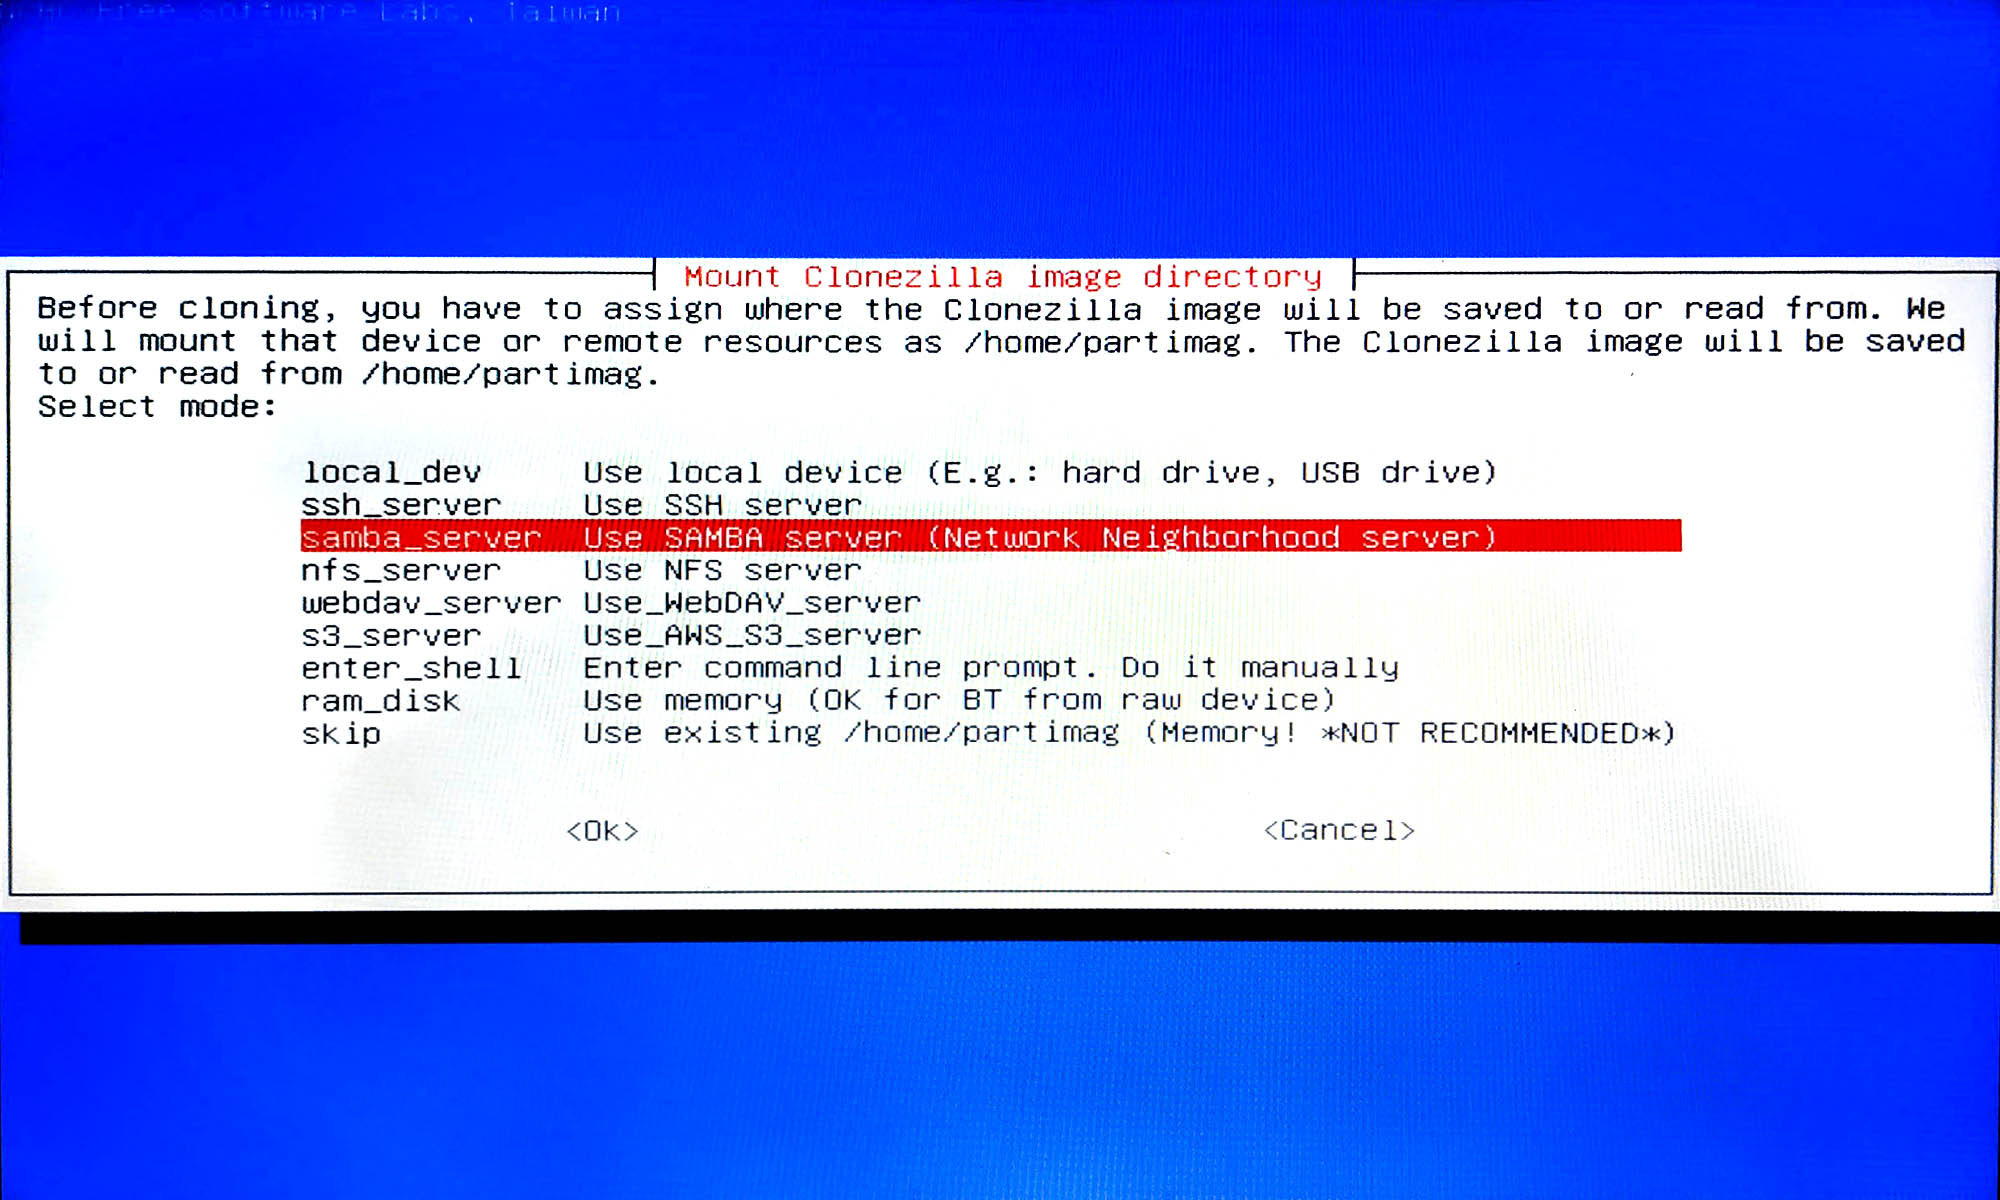 Free Software Labs, Taiwan
Mount Clonezilla image directory
Before cloning, you have to assign where the Clonezilla image will be saved to or read from. We
will mount that device or remote resources as /home/partimag. The Clonezilla image will be saved
to or read from /home/partimag.
Select mode:
local_dev Use local device (E.g.: hard drive, USB drive)
ssh_server Use SSH server
samba_server Use SAMBA server (Network Neighborhood server)
nfs_server Use NFS server
webdav_server Use_WebDAV_server
s3_server Use_AWS_S3_server
enter_shell Enter command line prompt. Do it manually
ram_disk Use memory (OK for BT from raw device)
skip Use existing /home/partimag (Memory! *NOT RECOMMENDED*)
<Ok> <Cancel>